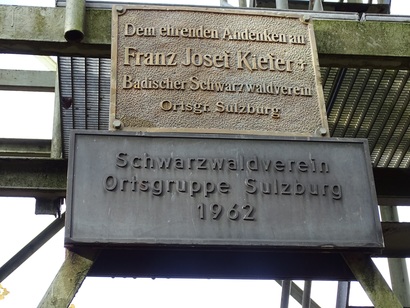 Dem ehrenden Andenken an
Franz Josef Kiefer †
Badischer Schwarzwaldverein
Ortsgr. Sulzburg
Schwarzwaldverein
Ortsgruppe Sulzburg
1962